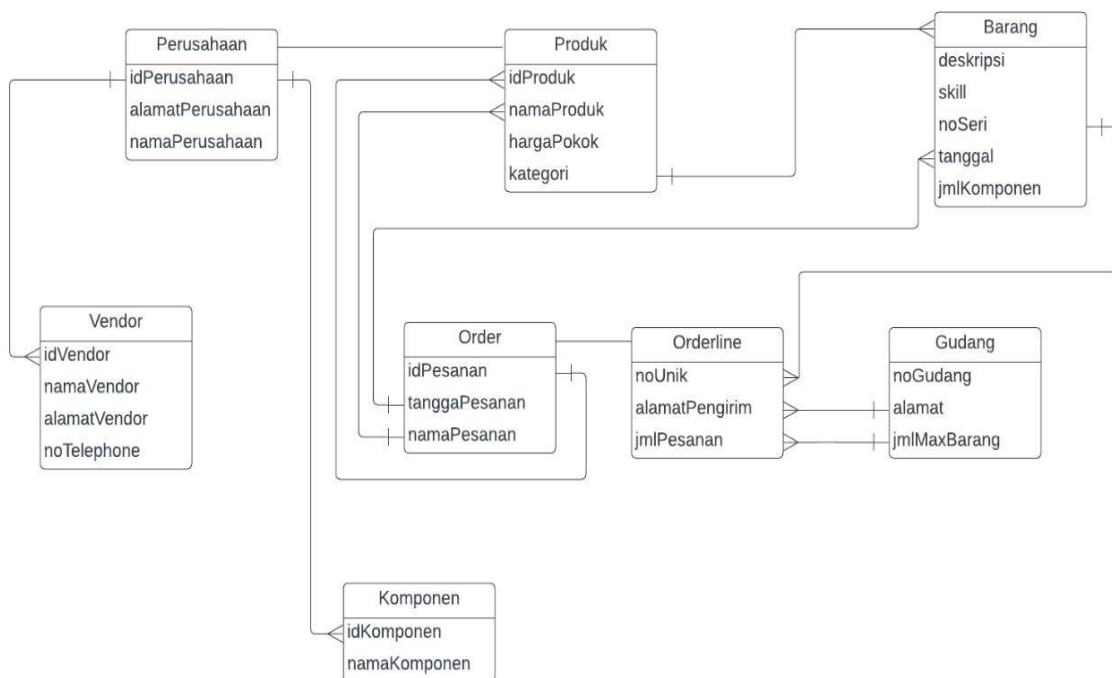 Perusahaan
idPerusahaan
alamatPerusahaan
namaPerusahaan
Produk
idProduk
namaProduk
hargaPokok
kategori
Barang
deskripsi
skill
noSeri
tanggal
jmlKomponen
Vendor
idVendor
namaVendor
alamatVendor
noTelephone
Order
idPesanan
tanggaPesanan
namaPesanan
Orderline
noUnik
alamatPengirim
jmlPesanan
Gudang
noGudang
alamat
jmlMaxBarang
Komponen
idKomponen
namaKomponen